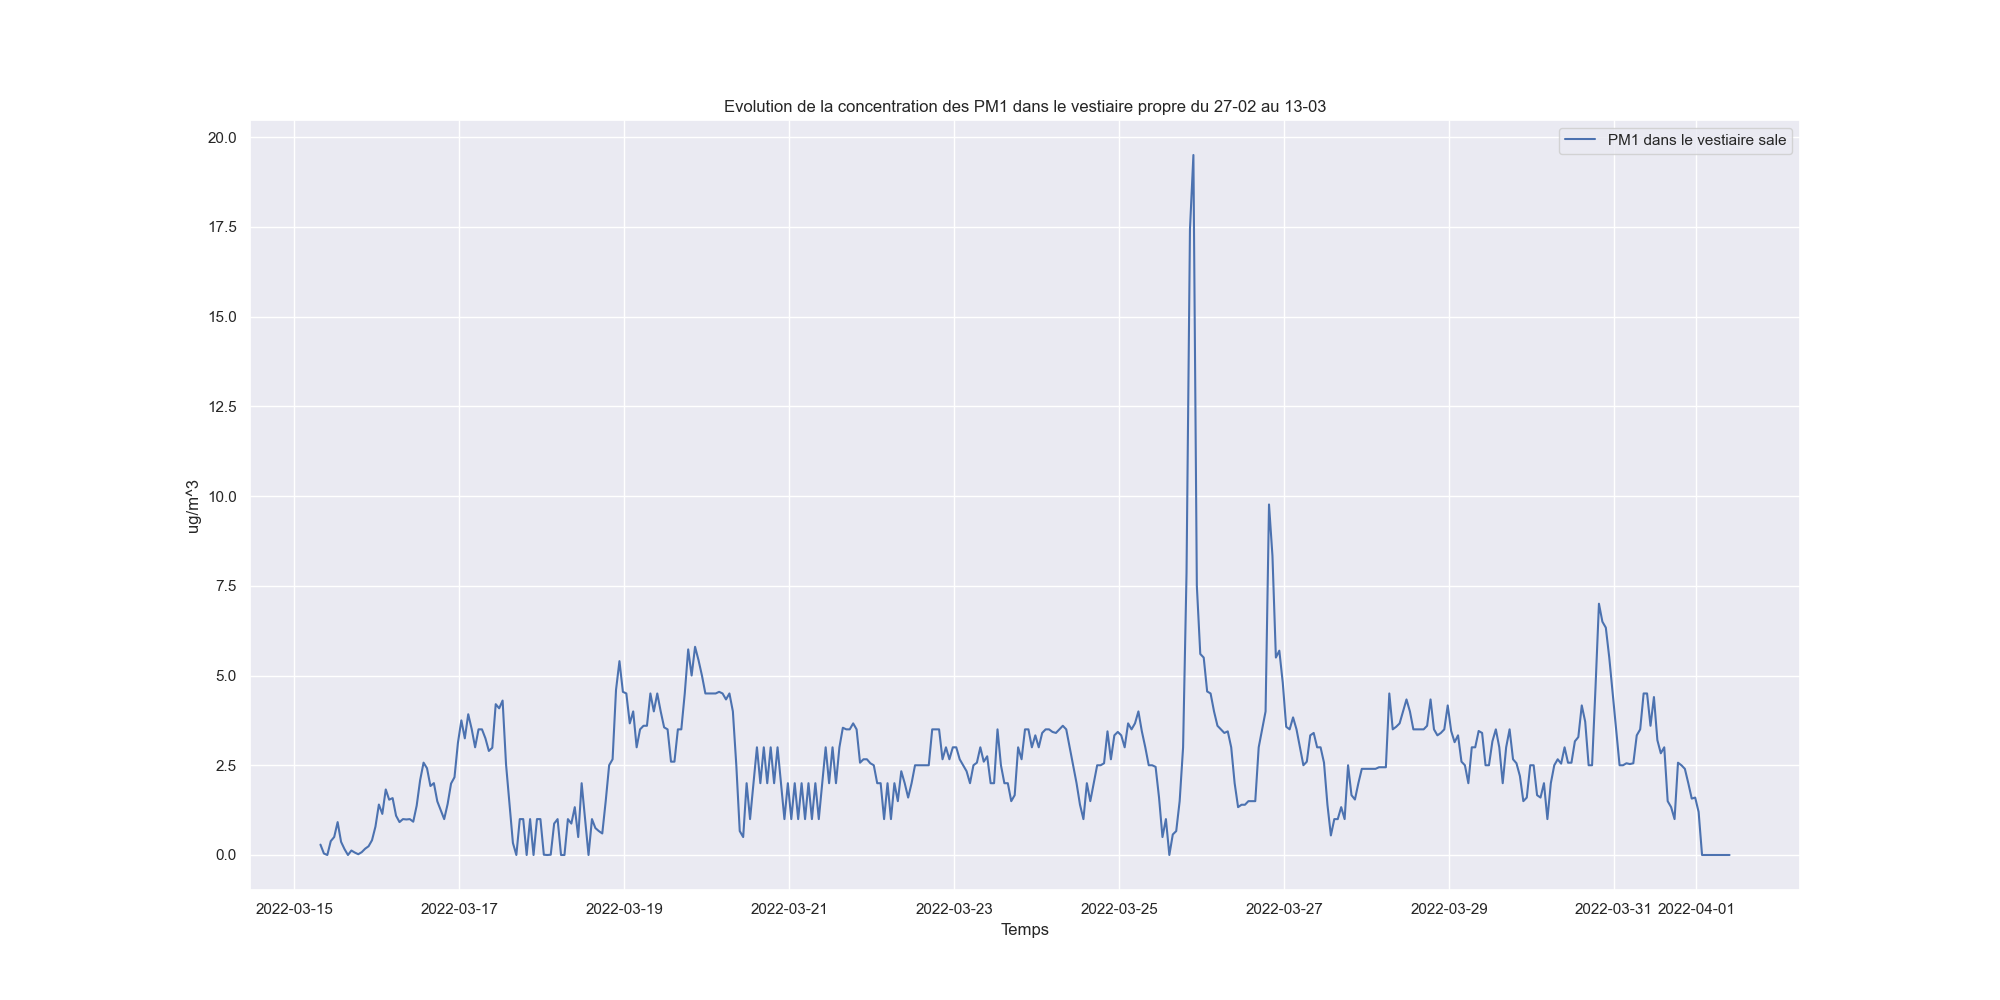 Evolution de la concentration des PM1 dans le vestiaire propre du 27-02 au 13-03
PM1 dans le vestiaire sale
20.0
17.5
15.0
12.5
10.0
7.5
5.0
2.5
0.0
ug/m^3
2022-03-15 2022-03-17 2022-03-19 2022-03-21 2022-03-23 2022-03-25 2022-03-27 2022-03-29 2022-03-31 2022-04-01
Temps